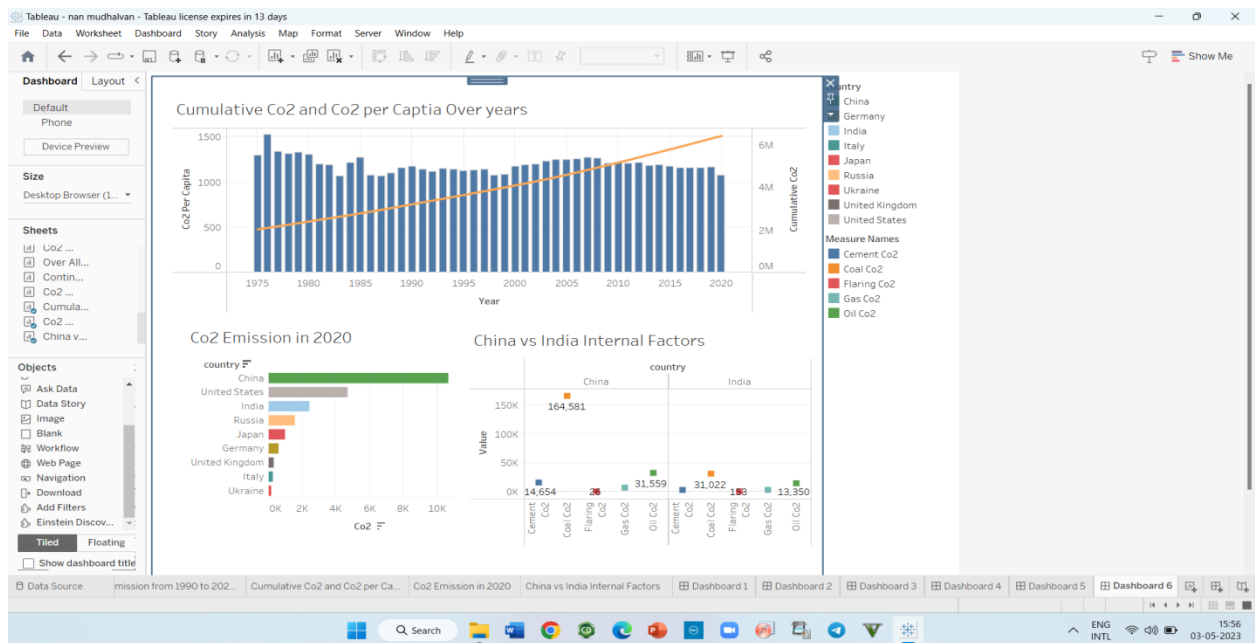 Tableau - nan mudhalvan - Tableau license expires in 13 days
File Data Worksheet Dashboard Story Analysis Map Format Server Window Help
Show Me
Dashboard Layout
Default
Phone
Device Preview
Size
Desktop Browser (1...
Sheets
Co2 ...
Over All...
Contin...
Co2 ...
Cumula...
Co2 ...
China v...
Objects
Ask Data
Data Story
Image
Blank
Workflow
Web Page
Navigation
Download
Add Filters
Einstein Discov...
Tiled Floating
Show dashboard title
Cumulative Co2 and Co2 per Captia Over years
Co2 Per Capita
1500
1000
500
0
6M
4M
2M
0M
Cumulative Co2
1975 1980 1985 1990 1995 2000 2005 2010 2015 2020
Year
untry
China
Germany
India
Italy
Japan
Russia
Ukraine
United Kingdom
United States
Measure Names
Cement Co2
Coal Co2
Flaring Co2
Gas Co2
Oil Co2
Co2 Emission in 2020
country
China
United States
India
Russia
Japan
Germany
United Kingdom
Italy
Ukraine
0K 2K 4K 6K 8K 10K
Co2
China vs India Internal Factors
country
China India
Value
150K
100K
50K
0K
164,581
14,654
26
31,559
31,022
153
13,350
Cement Co2
Coal Co2
Flaring Co2
Gas Co2
Oil Co2
Cement Co2
Coal Co2
Flaring Co2
Gas Co2
Oil Co2
Data Source mission from 1990 to 202... Cumulative Co2 and Co2 per Ca... Co2 Emission in 2020 China vs India Internal Factors Dashboard 1 Dashboard 2 Dashboard 3 Dashboard 4 Dashboard 5 Dashboard 6
Search
ENG
INTL
15:56
03-05-2023